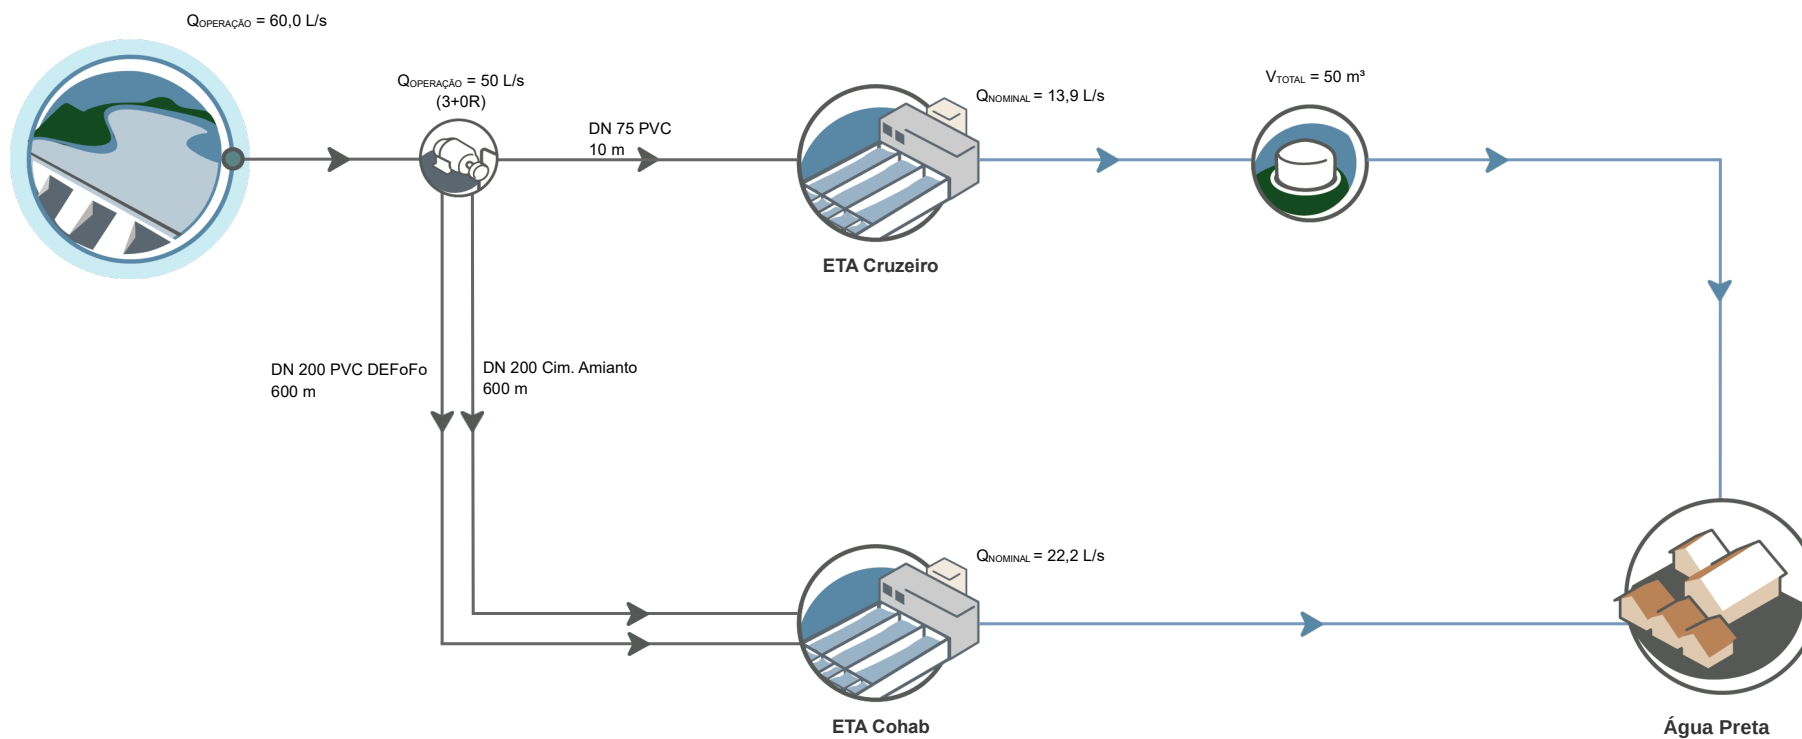 QOPERAÇÃO = 60,0 L/s
QOPERAÇÃO = 50 L/s
(3+0R)
DN 75 PVC
10 m
QNOMINAL = 13,9 L/s
VTOTAL = 50 m³
ETA Cruzeiro
DN 200 PVC DEFoFo
600 m
DN 200 Cim. Amianto
600 m
QNOMINAL = 22,2 L/s
ETA Cohab
Água Preta